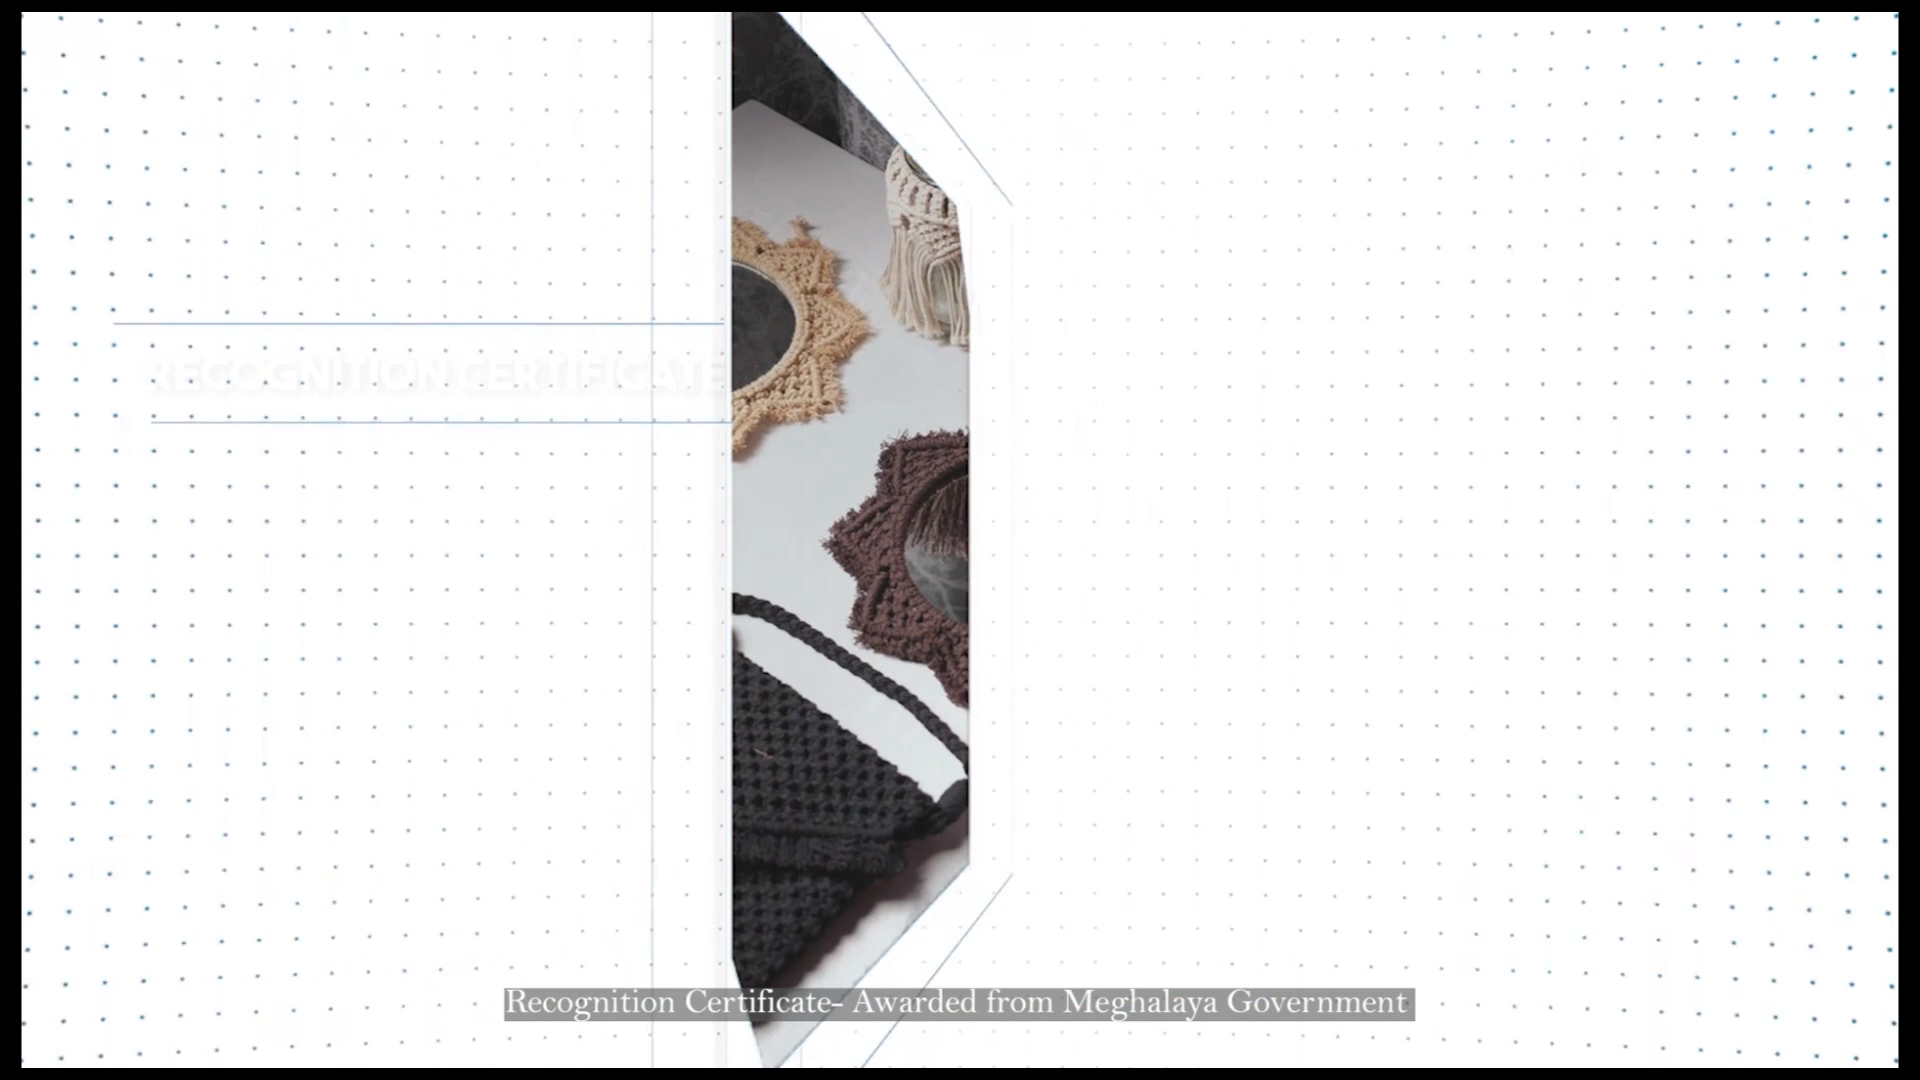 RECOGNITION CERTIFICATE
Recognition Certificate- Awarded from Meghalaya Government